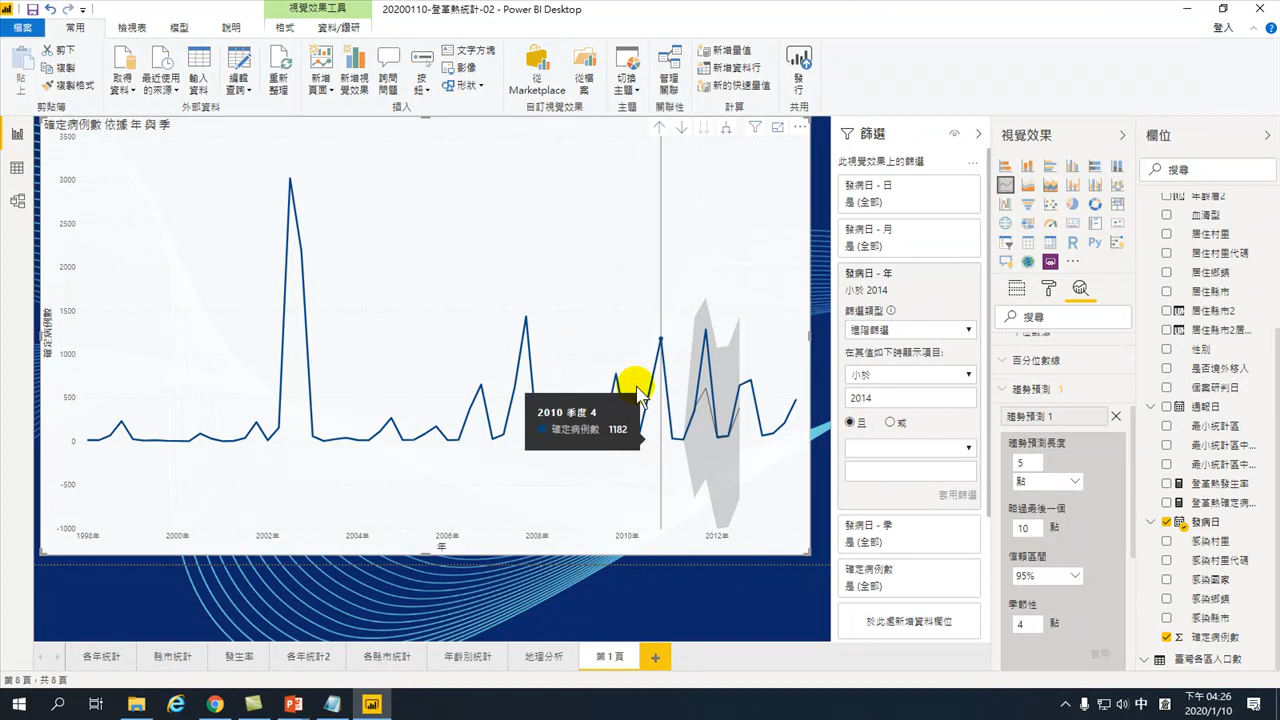 視覺效果工具
20200110-登革熱統計-02 - Power BI Desktop
檔案
常用
檢視表
模型
說明
格式
資料/鑽研
登入
貼上
剪下
複製
複製格式
剪貼簿
取得資料
最近使用的來源
輸入資料
編輯查詢
外部資料
重新整理
新增頁面
新增視覺效果
詢問問題
按鈕
文字方塊
影像
形狀
插入
從 Marketplace
從檔案
自訂視覺效果
切換主題
主題
管理關聯
關聯性
新增量值
新增資料行
新的快速量值
計算
發行
共用
確定病例數 依據 年 與 季
3500
3000
2500
2000
1500
1000
500
0
-500
-1000
確定病例數
1998年
2000年
2002年
2004年
2006年
2008年
2010年
2012年
年
2010 季度 4
確定病例數 1182
篩選
此視覺效果上的篩選
發病日 - 日
是 (全部)
發病日 - 月
是 (全部)
發病日 - 年
小於 2014
篩選類型
進階篩選
在其值如下時顯示項目:
小於
2014
且
或
套用篩選
發病日 - 季
是 (全部)
確定病例數
是 (全部)
於此處新增資料欄位
視覺效果
R
Py
搜尋
百分位數線
趨勢預測 1
趨勢預測 1
趨勢預測長度
5
點
略過最後一個
10 點
信賴區間
95%
季節性
4 點
套用
欄位
搜尋
年齡層2
血清型
居住村里
居住村里代碼
居住鄉鎮
居住縣市
居住縣市2
居住縣市2層...
性別
是否境外移入
個案研判日
通報日
最小統計區
最小統計區中...
最小統計區中...
登革熱發生率
登革熱確定病...
發病日
感染村里
感染村里代碼
感染國家
感染鄉鎮
感染縣市
確定病例數
臺灣各區人口數
各年統計
縣市統計
發生率
各年統計2
各縣市統計
年齡別統計
地理分析
第 1 頁
第 8 頁，共 8 頁
中
下午 04:26
2020/1/10